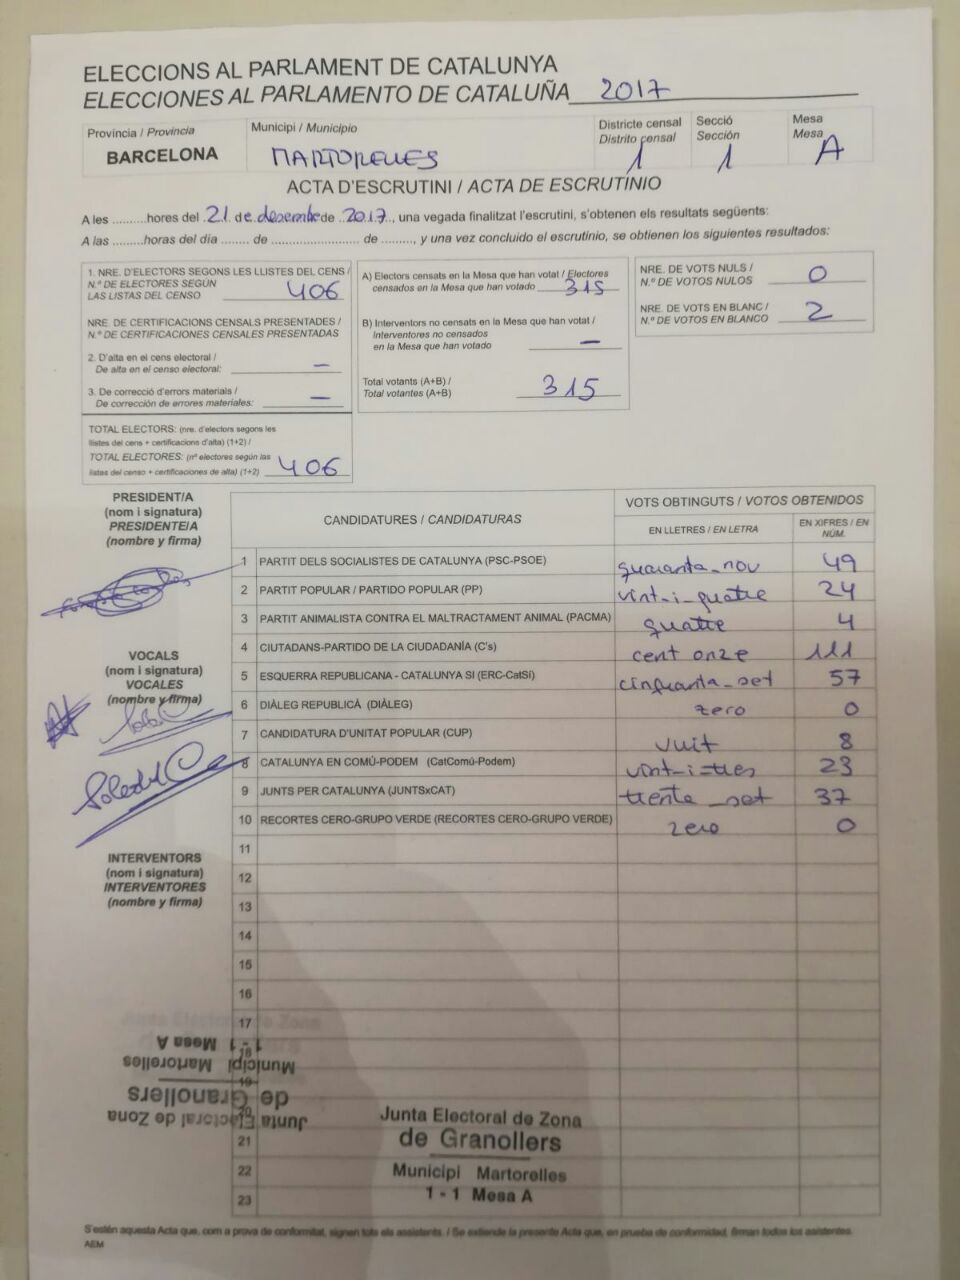 ELECCIONS AL PARLAMENT DE CATALUNYA
ELECCIONES AL PARLAMENTO DE CATALUÑA 2017
Província / Provincia
BARCELONA
Municipi / Municipio
MARTORELLES
Districte censal
Distrito censal
1
Secció
Sección
1
Mesa
Mesa
A
ACTA D'ESCRUTINI / ACTA DE ESCRUTINIO
A les ..........hores del 21 de desembre de 2017, una vegada finalitzat l'escrutini, s'obtenen els resultats següents:
A las .........horas del día ........ de ........................ de ........., y una vez concluido el escrutinio, se obtienen los siguientes resultados:
1. NRE. D'ELECTORS SEGONS LES LLISTES DEL CENS /
N.º DE ELECTORES SEGÚN
LAS LISTAS DEL CENSO 406
NRE. DE CERTIFICACIONS CENSALS PRESENTADES /
N.º DE CERTIFICACIONES CENSALES PRESENTADAS
2. D'alta en el cens electoral /
De alta en el censo electoral: –
3. De correcció d'errors materials /
De corrección de errores materiales: –
TOTAL ELECTORS: (nre. d'electors segons les
llistes del cens + certificacions d'alta) (1+2) /
TOTAL ELECTORES: (nº electores según las
listas del censo + certificaciones de alta) (1+2) 406
A) Electors censats en la Mesa que han votat / Electores
censados en la Mesa que han votado 315
B) Interventors no censats en la Mesa que han votat /
Interventores no censados
en la Mesa que han votado –
Total votants (A+B) /
Total votantes (A+B) 315
NRE. DE VOTS NULS /
N.º DE VOTOS NULOS 0
NRE. DE VOTS EN BLANC /
N.º DE VOTOS EN BLANCO 2
PRESIDENT/A
(nom i signatura)
PRESIDENTE/A
(nombre y firma)
VOCALS
(nom i signatura)
VOCALES
(nombre y firma)
INTERVENTORS
(nom i signatura)
INTERVENTORES
(nombre y firma)
CANDIDATURES / CANDIDATURAS
VOTS OBTINGUTS / VOTOS OBTENIDOS
EN LLETRES / EN LETRA
EN XIFRES / EN
NÚM.
1 PARTIT DELS SOCIALISTES DE CATALUNYA (PSC-PSOE) quaranta-nou 49
2 PARTIT POPULAR / PARTIDO POPULAR (PP) vint-i-quatre 24
3 PARTIT ANIMALISTA CONTRA EL MALTRACTAMENT ANIMAL (PACMA) quatre 4
4 CIUTADANS-PARTIDO DE LA CIUDADANÍA (C's) cent onze 111
5 ESQUERRA REPUBLICANA - CATALUNYA SI (ERC-CatSí) cinquanta-set 57
6 DIÀLEG REPUBLICÀ (DIÀLEG) zero 0
7 CANDIDATURA D'UNITAT POPULAR (CUP) vuit 8
8 CATALUNYA EN COMÚ-PODEM (CatComú-Podem) vint-i-tres 23
9 JUNTS PER CATALUNYA (JUNTSxCAT) trenta-set 37
10 RECORTES CERO-GRUPO VERDE (RECORTES CERO-GRUPO VERDE) zero 0
11
12
13
14
15
16
17
18
19
20
21
22
23
Junta Electoral de Zona
de Granollers
Municipi Martorelles
1 - 1 Mesa A
Junta Electoral de Zona
de Granollers
Municipi Martorelles
1 - 1 Mesa A
S'estén aquesta Acta que, com a prova de conformitat, signen tots els assistents. / Se extiende la presente Acta que, en prueba de conformidad, firman todos los asistentes.
AEM